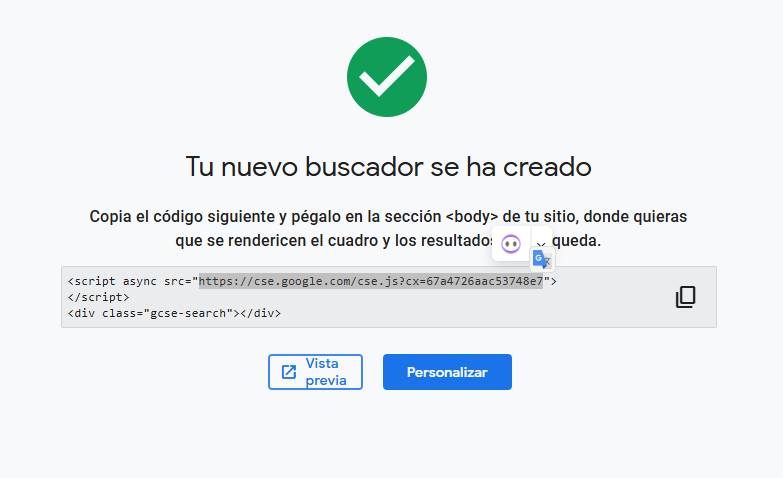 Tu nuevo buscador se ha creado
Copia el código siguiente y pégalo en la sección <body> de tu sitio, donde quieras
que se rendericen el cuadro y los resultados queda.
<script async src="https://cse.google.com/cse.js?cx=67a4726aac53748e7">
</script>
<div class="gcse-search"></div>
Vista
previa
Personalizar